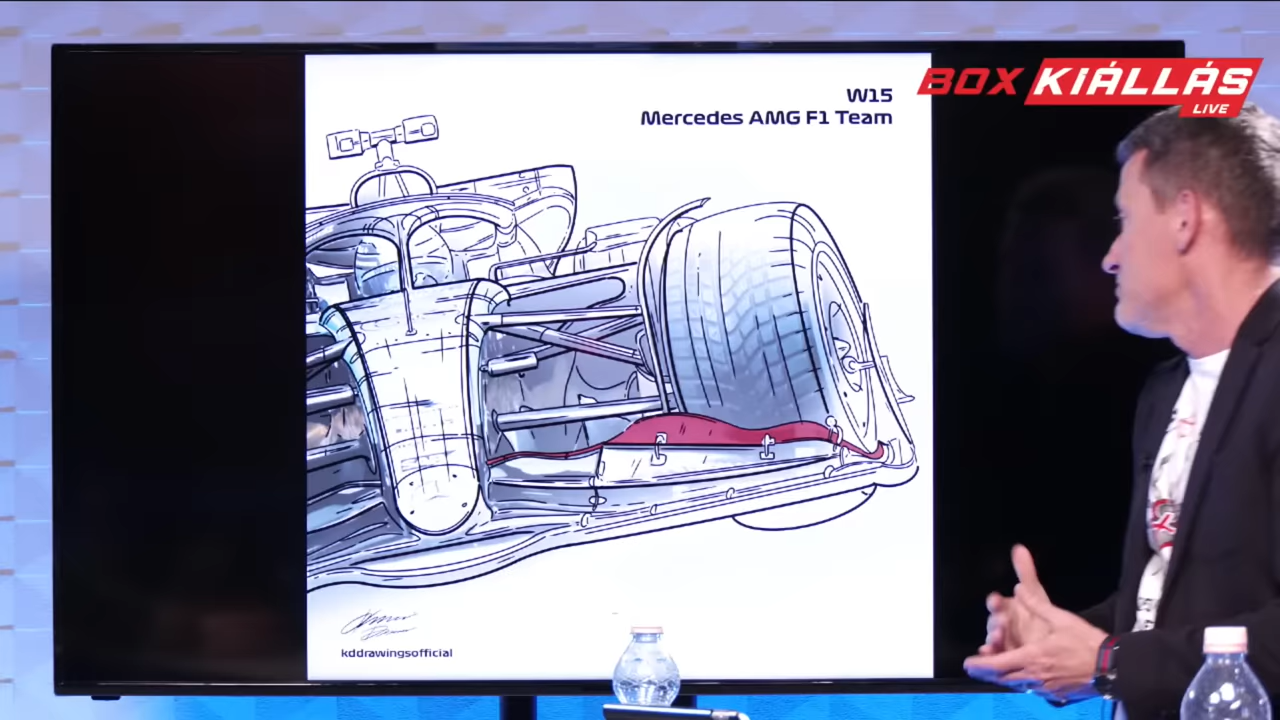 BOX KIÁLLÁS
LIVE
W15
Mercedes AMG F1 Team
kddrawingsofficial